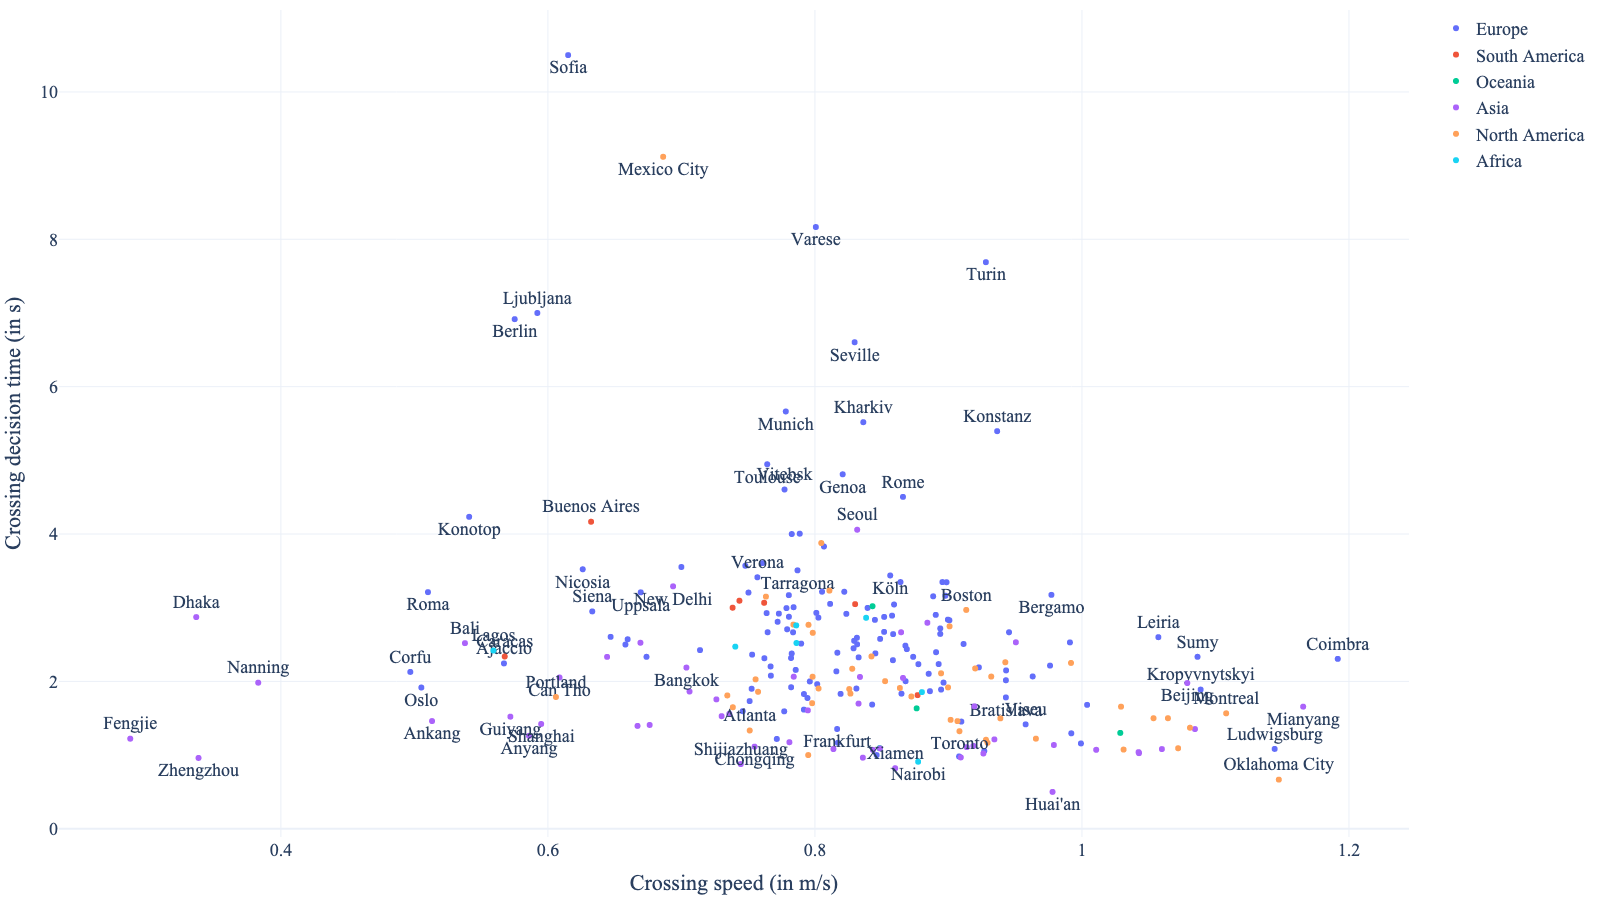 Europe
South America
Oceania
Asia
North America
Africa
10
8
6
4
2
0
0.4
0.6
0.8
1
1.2
Crossing decision time (in s)
Crossing speed (in m/s)
Sofia
Mexico City
Varese
Turin
Ljubljana
Berlin
Seville
Kharkiv
Munich
Konstanz
Vitebsk
Toulouse
Genoa
Rome
Buenos Aires
Seoul
Konotop
Verona
Nicosia
Tarragona
Köln
Siena
Uppsala
New Delhi
Boston
Dhaka
Roma
Bergamo
Leiria
Bali
Lagos
Caracas
Ajaccio
Sumy
Coimbra
Corfu
Nanning
Portland
Can Tho
Bangkok
Kropyvnytskyi
Beijing
Montreal
Oslo
Atlanta
Bratislava
Viseu
Fengjie
Ankang
Guiyang
Shanghai
Anyang
Mianyang
Ludwigsburg
Shijiazhuang
Chongqing
Frankfurt
Xiamen
Toronto
Zhengzhou
Nairobi
Oklahoma City
Huai'an